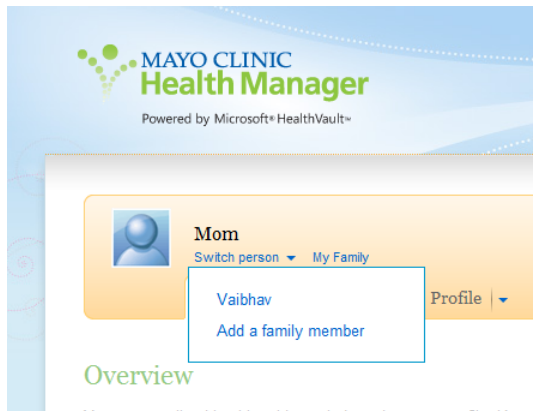 MAYO CLINIC
Health Manager
Powered by Microsoft® HealthVault™
Mom
Switch person My Family
Vaibhav
Add a family member
Profile
Overview